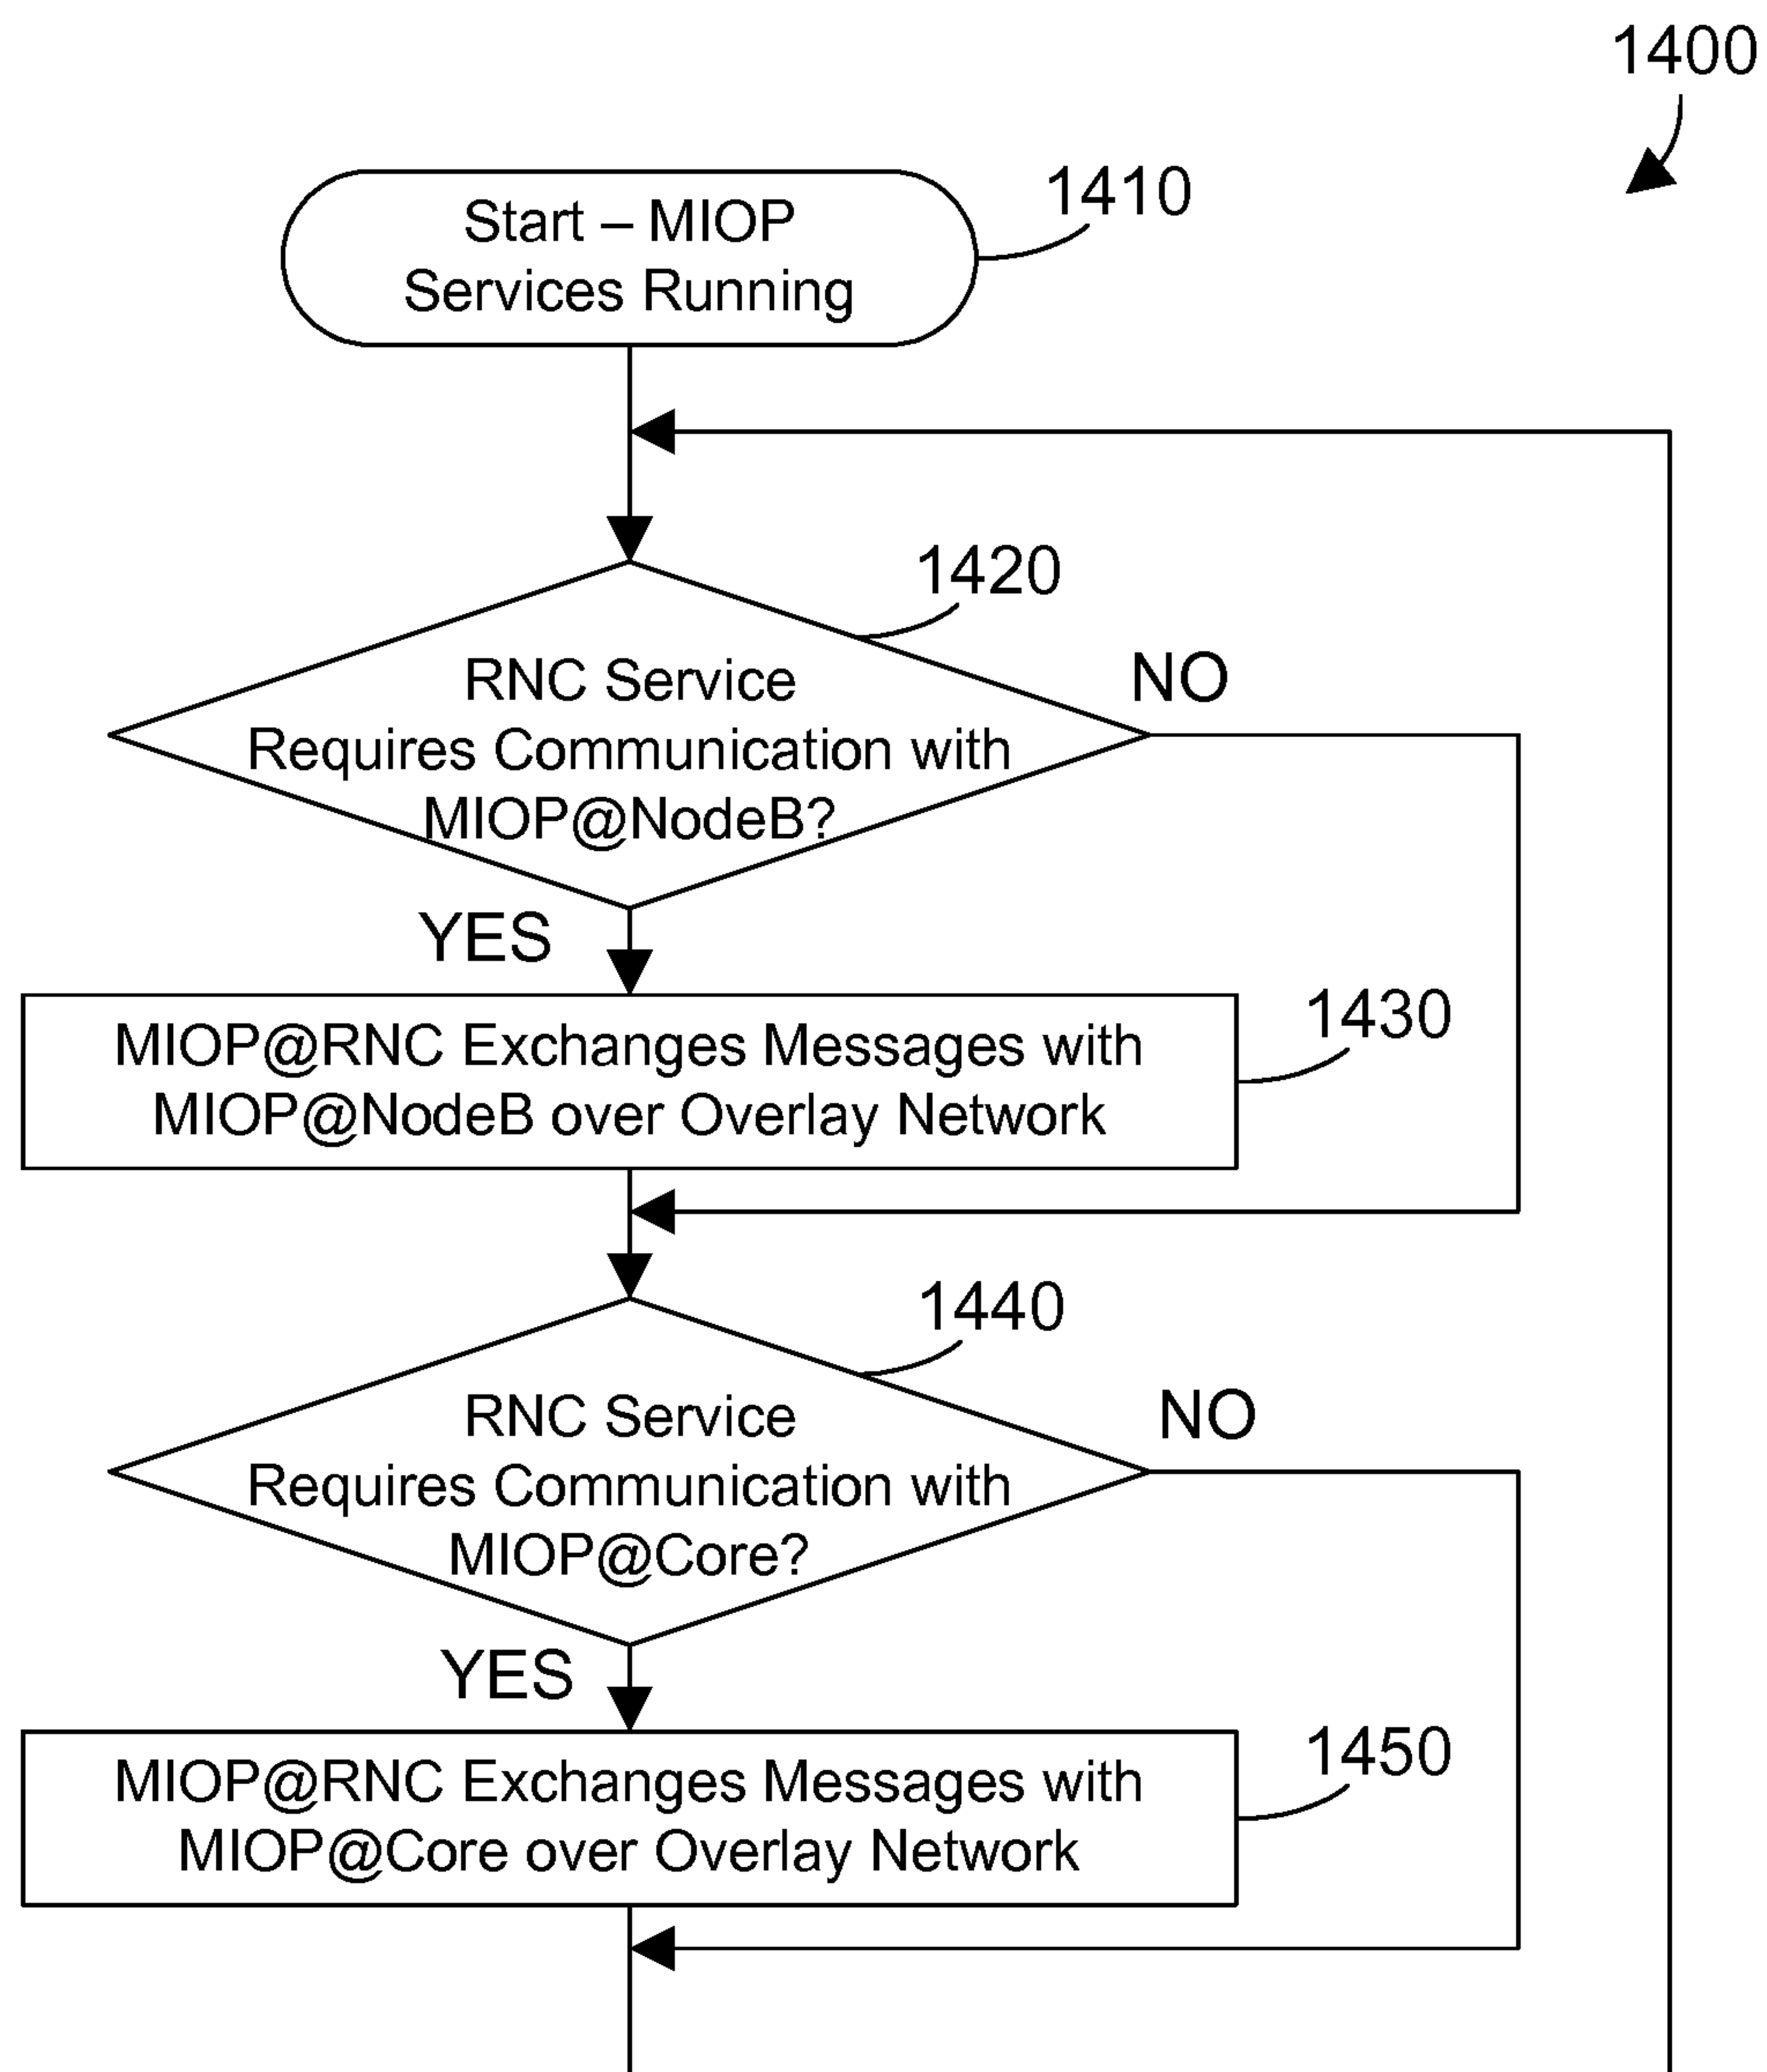 1400
Start – MIOP
Services Running
1410
1420
RNC Service
Requires Communication with
MIOP@NodeB?
NO
YES
MIOP@RNC Exchanges Messages with
MIOP@NodeB over Overlay Network
1430
1440
RNC Service
Requires Communication with
MIOP@Core?
NO
YES
MIOP@RNC Exchanges Messages with
MIOP@Core over Overlay Network
1450